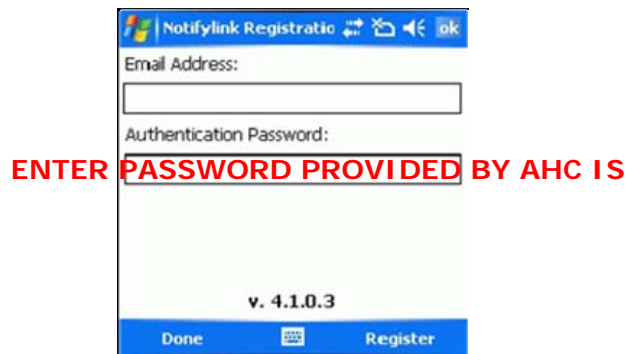 Notifylink Registratio ok
Email Address:
Authentication Password:
ENTER PASSWORD PROVIDED BY AHC IS
v. 4.1.0.3
Done Register